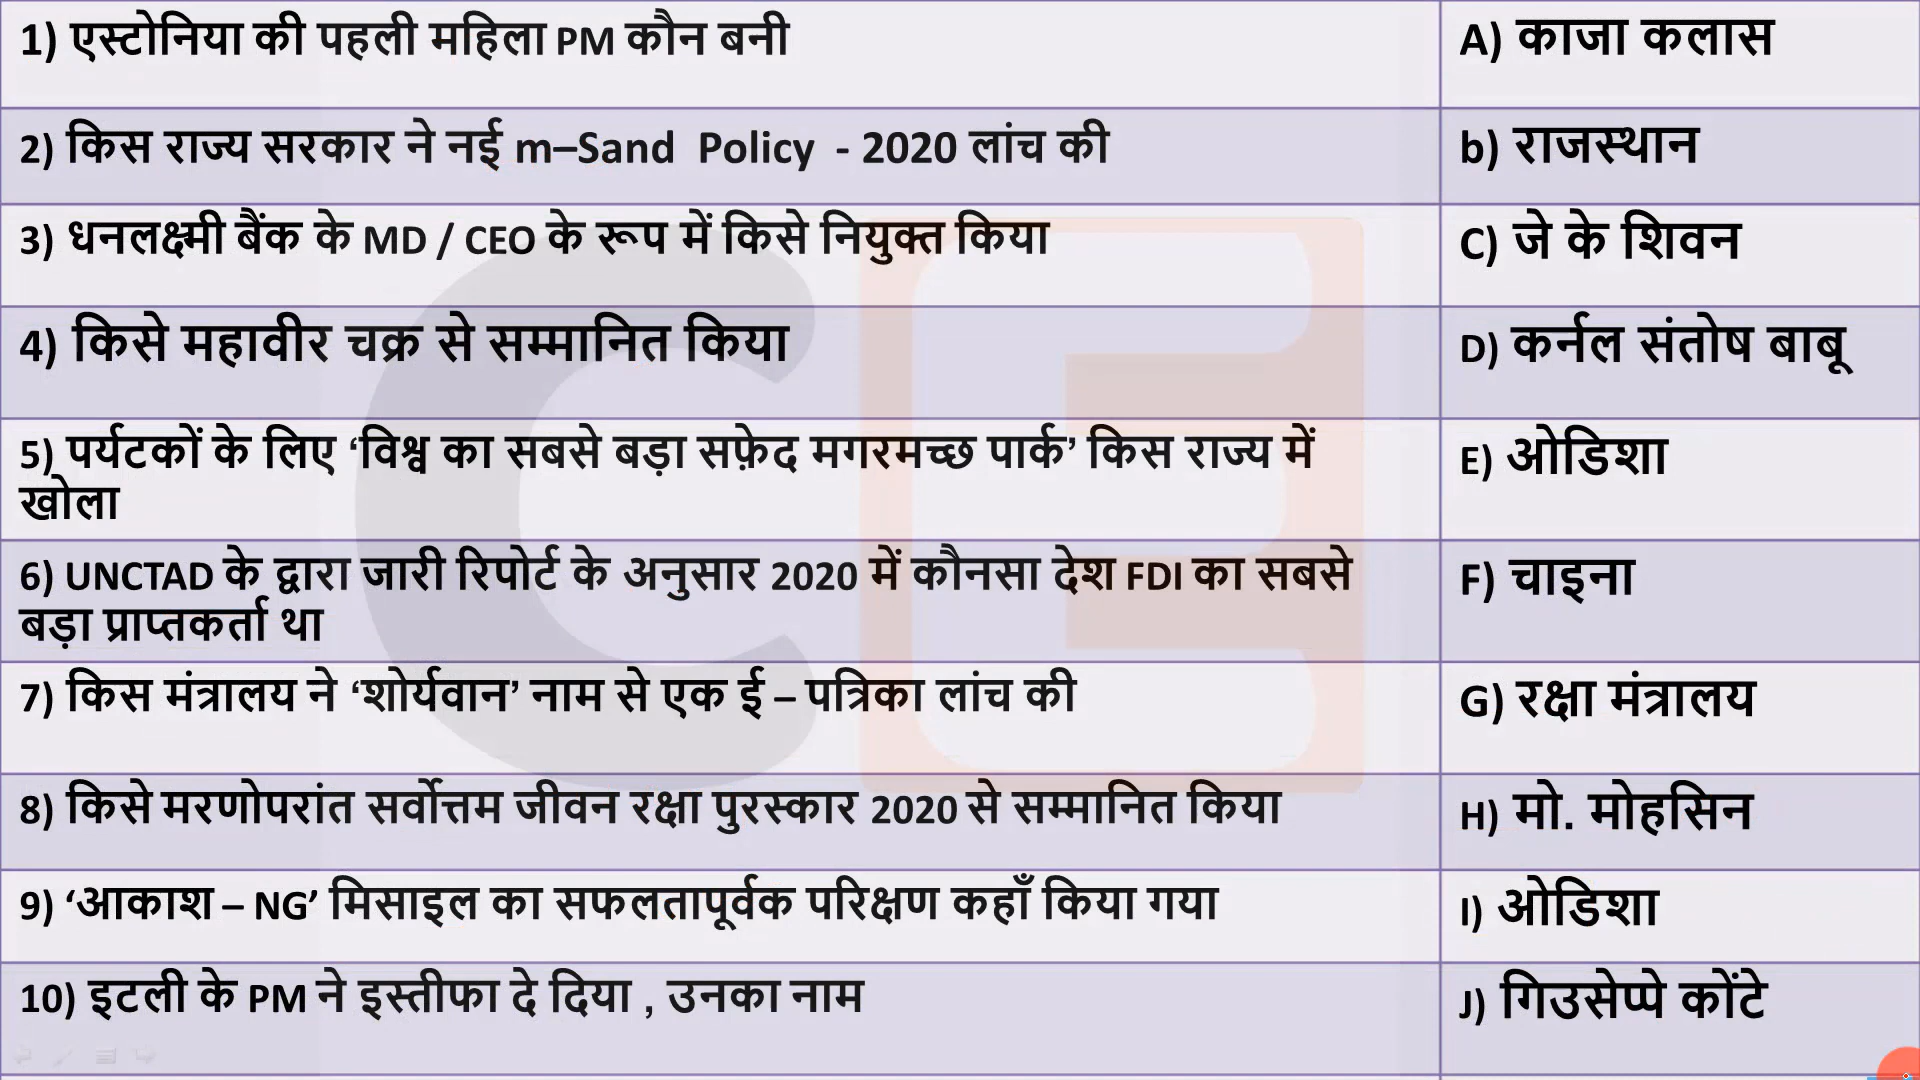 1) एस्टोनिया की पहली महिला PM कौन बनी
A) काजा कलास
2) किस राज्य सरकार ने नई m–Sand Policy - 2020 लांच की
b) राजस्थान
3) धनलक्ष्मी बैंक के MD / CEO के रूप में किसे नियुक्त किया
C) जे के शिवन
4) किसे महावीर चक्र से सम्मानित किया
D) कर्नल संतोष बाबू
5) पर्यटकों के लिए ‘विश्व का सबसे बड़ा सफ़ेद मगरमच्छ पार्क’ किस राज्य में
खोला
E) ओडिशा
6) UNCTAD के द्वारा जारी रिपोर्ट के अनुसार 2020 में कौनसा देश FDI का सबसे
बड़ा प्राप्तकर्ता था
F) चाइना
7) किस मंत्रालय ने ‘शोर्यवान’ नाम से एक ई – पत्रिका लांच की
G) रक्षा मंत्रालय
8) किसे मरणोपरांत सर्वोत्तम जीवन रक्षा पुरस्कार 2020 से सम्मानित किया
H) मो. मोहसिन
9) ‘आकाश – NG’ मिसाइल का सफलतापूर्वक परिक्षण कहाँ किया गया
I) ओडिशा
10) इटली के PM ने इस्तीफा दे दिया , उनका नाम
J) गिउसेप्पे कोंटे